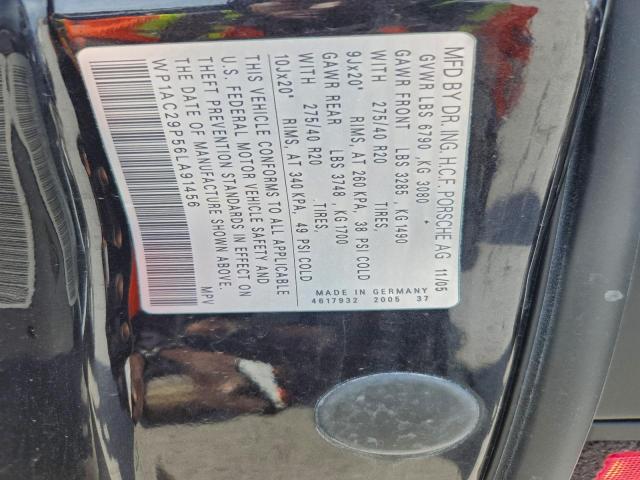 MFD BY DR. ING. H.C.F. PORSCHE AG 11/05
GVWR LBS 6790 , KG 3080 *
GAWR FRONT LBS 3285 , KG 1490
WITH 275/40 R20 TIRES,
9Jx20" RIMS, AT 260 KPA, 38 PSI COLD
GAWR REAR LBS 3748 , KG 1700
WITH 275/40 R20 TIRES,
10Jx20" RIMS, AT 340 KPA, 49 PSI COLD
THIS VEHICLE CONFORMS TO ALL APPLICABLE
U.S. FEDERAL MOTOR VEHICLE SAFETY AND
THEFT PREVENTION STANDARDS IN EFFECT ON
THE DATE OF MANUFACTURE SHOWN ABOVE.
WP1AC29P56LA91456 MPV
MADE IN GERMANY
4617932 2005 37